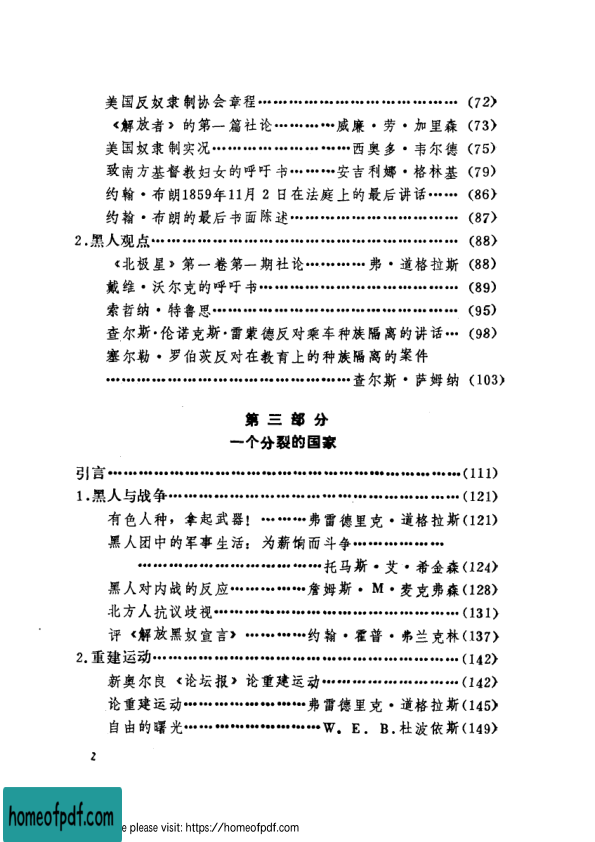 美国反奴隶制协会章程…………………………………… (72)
《解放者》的第一篇社论…………威廉·劳·加里森 (73)
美国奴隶制实况………………………西奥多·韦尔德 (75)
致南方基督教妇女的呼吁书………安吉利娜·格林基 (79)
约翰·布朗1859年11月2日在法庭上的最后讲话…… (86)
约翰·布朗的最后书面陈述……………………………… (87)
2.黑人观点…………………………………………………… (88)
《北极星》第一卷第一期社论…………弗·道格拉斯 (88)
戴维·沃尔克的呼吁书…………………………………… (89)
索哲纳·特鲁思…………………………………………… (95)
查尔斯·伦诺克斯·雷蒙德反对乘车种族隔离的讲话… (98)
塞尔勒·罗伯茨反对在教育上的种族隔离的案件
…………………………………………查尔斯·萨姆纳 (103)
第三部分
一个分裂的国家
引言……………………………………………………………(111)
1.黑人与战争…………………………………………………(121)
有色人种，拿起武器！………弗雷德里克·道格拉斯(121)
黑人团中的军事生活：为薪饷而斗争………………
………………………………托马斯·艾·希金森(124)
黑人对内战的反应……………詹姆斯·M·麦克弗森(128)
北方人抗议歧视…………………………………………(131)
评《解放黑奴宣言》…………约翰·霍普·弗兰克林(137)
2.重建运动……………………………………………………(142)
新奥尔良《论坛报》论重建运动………………………(142)
论重建运动……………………弗雷德里克·道格拉斯(145)
自由的曙光………………………W．E．B.杜波依斯(149)
2
homeofpdf.com
e please visit: https://homeofpdf.com